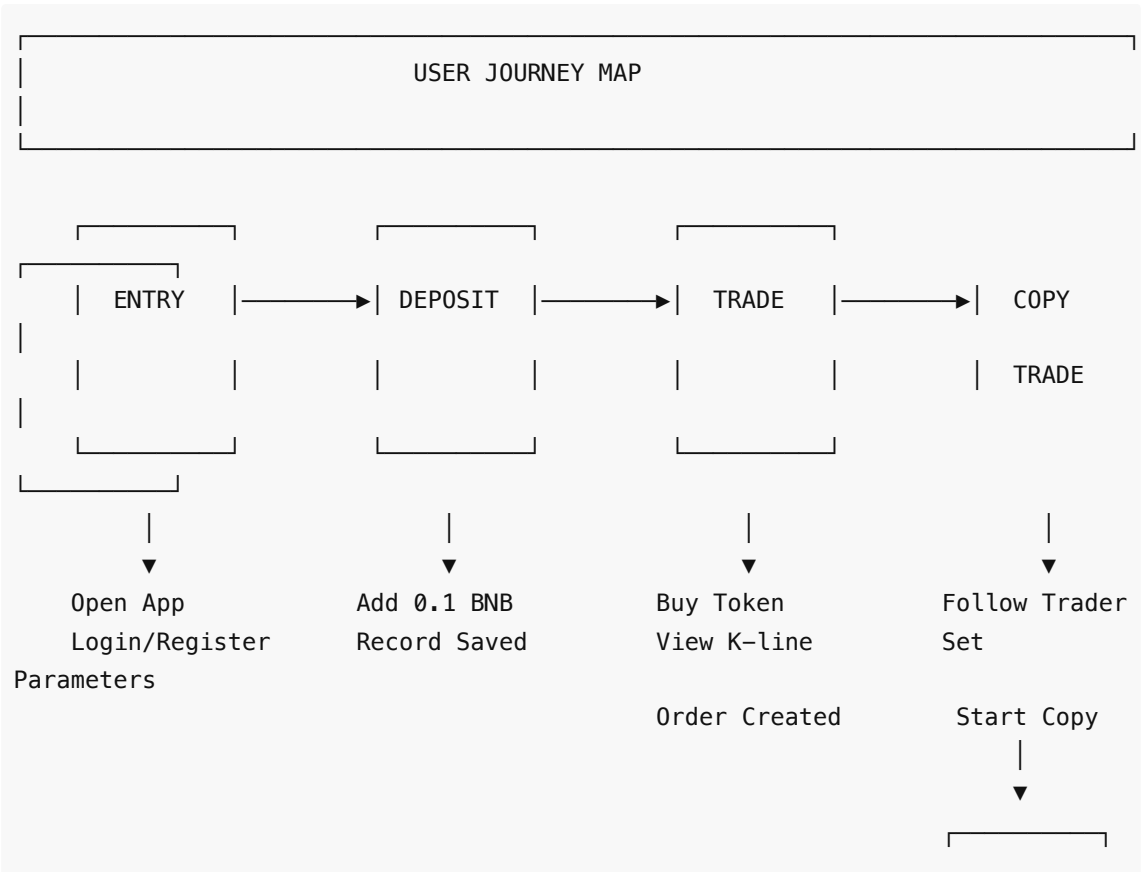 USER JOURNEY MAP
ENTRY DEPOSIT TRADE COPY
TRADE
Open App Add 0.1 BNB Buy Token Follow Trader
Login/Register Record Saved View K-line Set
Parameters
Order Created Start Copy